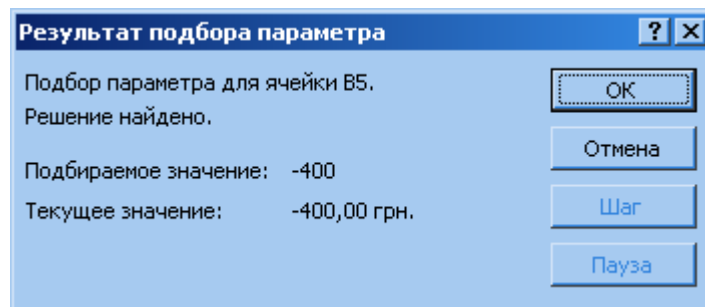 Результат подбора параметра
Подбор параметра для ячейки B5.
Решение найдено.
Подбираемое значение: -400
Текущее значение: -400,00 грн.
ОК
Отмена
Шаг
Пауза